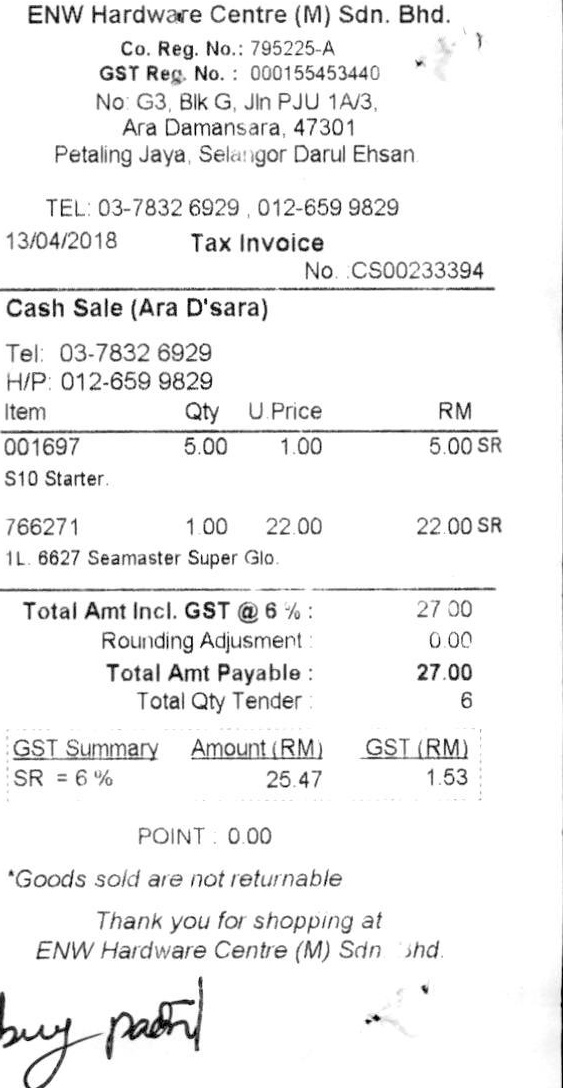 ENW Hardware Centre (M) Sdn. Bhd.
Co. Reg. No.: 795225-A
GST Reg. No. : 000155453440
No: G3, Blk G, Jln PJU 1A/3,
Ara Damansara, 47301
Petaling Jaya, Selangor Darul Ehsan.
TEL: 03-7832 6929 , 012-659 9829
13/04/2018 Tax Invoice
No. :CS00233394
Cash Sale (Ara D'sara)
Tel: 03-7832 6929
H/P: 012-659 9829
Item Qty U.Price RM
001697 5.00 1.00 5.00 SR
S10 Starter.
766271 1.00 22.00 22.00 SR
1L. 6627 Seamaster Super Glo.
Total Amt Incl. GST @ 6 % : 27.00
Rounding Adjusment : 0.00
Total Amt Payable : 27.00
Total Qty Tender : 6
GST Summary Amount (RM) GST (RM)
SR = 6 % 25.47 1.53
POINT : 0.00
*Goods sold are not returnable
Thank you for shopping at
ENW Hardware Centre (M) Sdn. Bhd.
buy